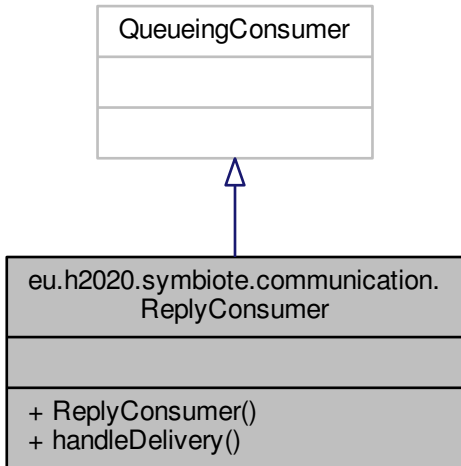 QueueingConsumer
eu.h2020.symbiote.communication.
ReplyConsumer
+ ReplyConsumer()
+ handleDelivery()